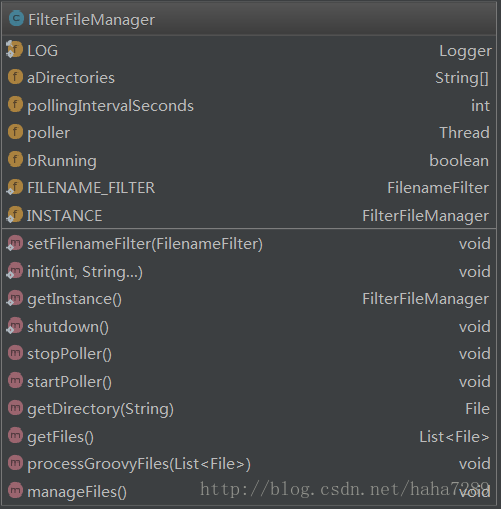 FilterFileManager
LOG Logger
aDirectories String[]
pollingIntervalSeconds int
poller Thread
bRunning boolean
FILENAME_FILTER FilenameFilter
INSTANCE FilterFileManager
setFilenameFilter(FilenameFilter) void
init(int, String...) void
getInstance() FilterFileManager
shutdown() void
stopPoller() void
startPoller() void
getDirectory(String) File
getFiles() List<File>
processGroovyFiles(List<File>) void
manageFiles() void
http://blog.csdn.net/haha7289